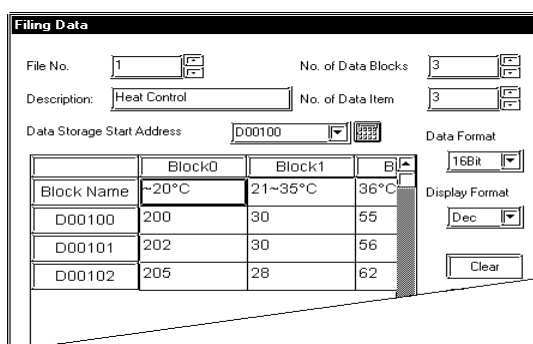 Filing Data
File No. 1 No. of Data Blocks 3
Description: Heat Control No. of Data Item 3
Data Storage Start Address D00100 Data Format
16Bit
Block0 Block1
Block Name ~20°C 21~35°C 36°C Display Format
D00100 200 30 55 Dec
D00101 202 30 56
D00102 205 28 62 Clear